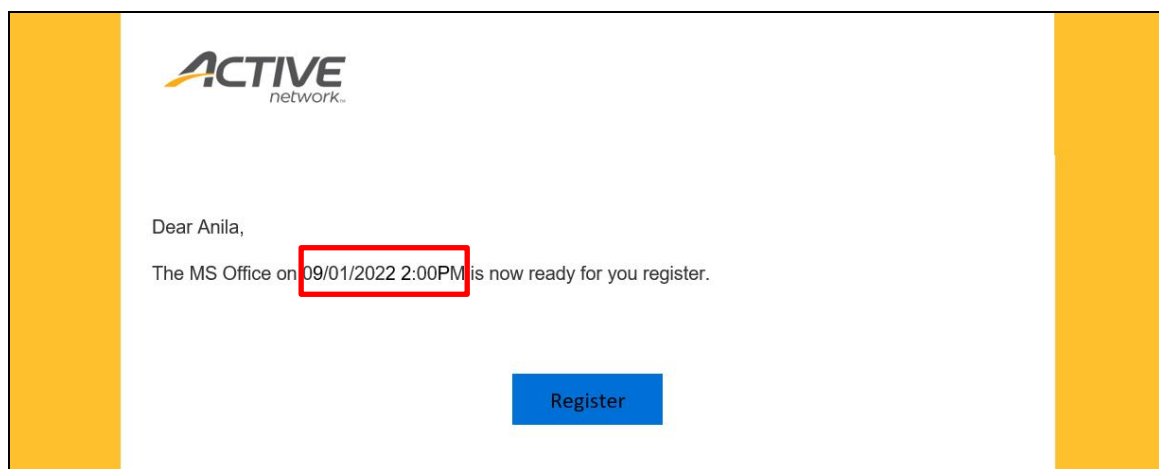 ACTIVE
network™
Dear Anila,
The MS Office on 09/01/2022 2:00PM is now ready for you register.
Register